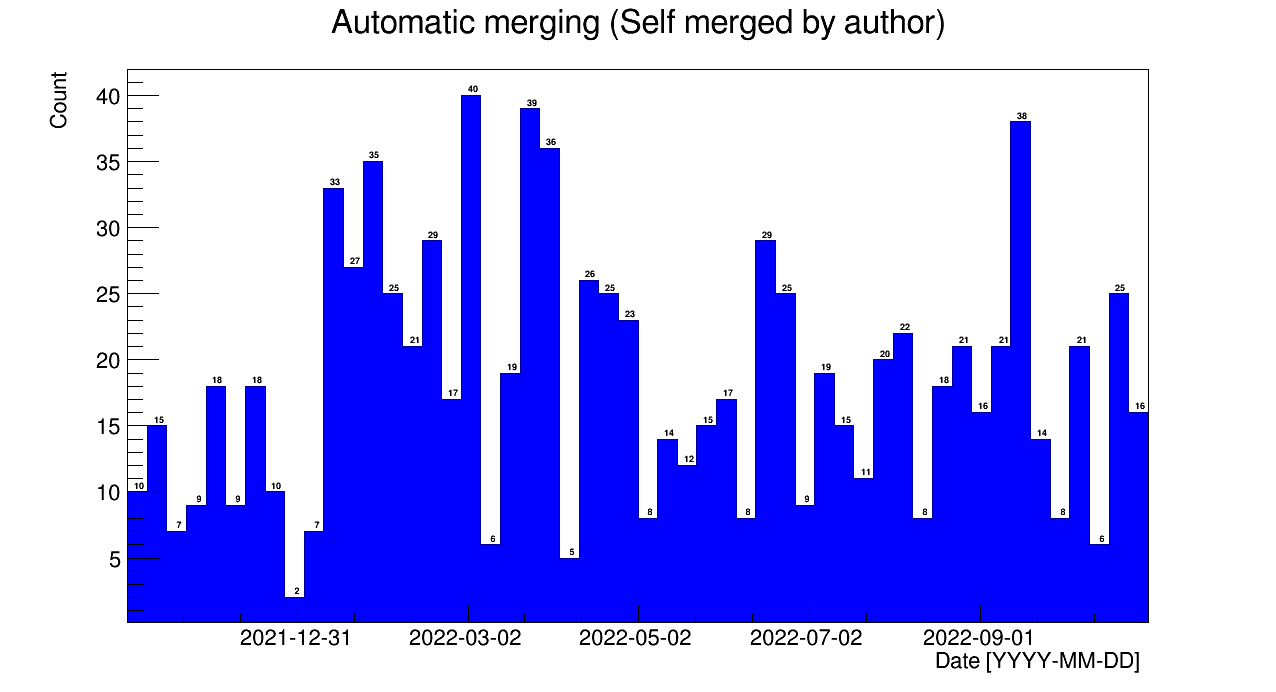 Automatic merging (Self merged by author)
Count
40
35
30
25
20
15
10
5
10 15 7 9 18 9 18 10 2 7 33 27 35 25 21 29 17 40 6 19 39 36 5 26 25 23 8 14 12 15 17 8 29 25 9 19 15 11 20 22 8 18 21 16 21 38 14 8 21 6 25 16
2021-12-31 2022-03-02 2022-05-02 2022-07-02 2022-09-01
Date [YYYY-MM-DD]